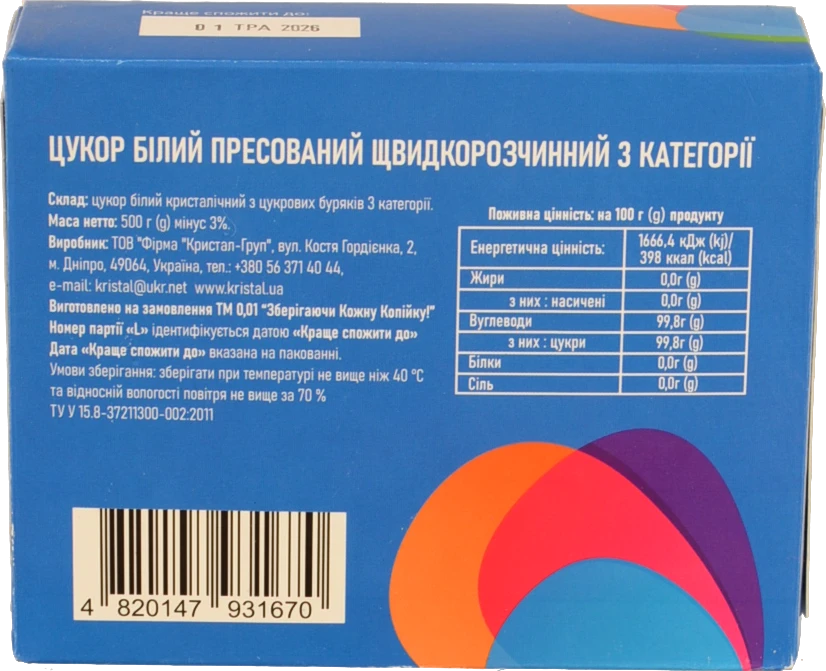 Краще спожити до:
01 ТРА 2026
ЦУКОР БІЛИЙ ПРЕСОВАНИЙ ЩВИДКОРОЗЧИННИЙ 3 КАТЕГОРІЇ
Склад: цукор білий кристалічний з цукрових буряків 3 категорії.
Маса нетто: 500 г (g) мінус 3%.
Виробник: ТОВ "Фірма "Кристал-Груп", вул. Костя Гордієнка, 2,
м. Дніпро, 49064, Україна, тел.: +380 56 371 40 44,
e-mail: kristal@ukr.net www.kristal.ua
Виготовлено на замовлення ТМ 0,01 "Зберігаючи Кожну Копійку!"
Номер партії «L» ідентифікується датою «Краще спожити до»
Дата «Краще спожити до» вказана на пакованні.
Умови зберігання: зберігати при температурі не вище ніж 40 °C
та відносній вологості повітря не вище за 70 %
ТУ У 15.8-37211300-002:2011
Поживна цінність: на 100 г (g) продукту
Енергетична цінність: 1666,4 кДж (kj)/
398 ккал (kcal)
Жири 0,0г (g)
з них : насичені 0,0г (g)
Вуглеводи 99,8г (g)
з них : цукри 99,8г (g)
Білки 0,0г (g)
Сіль 0,0г (g)
4 820147 931670